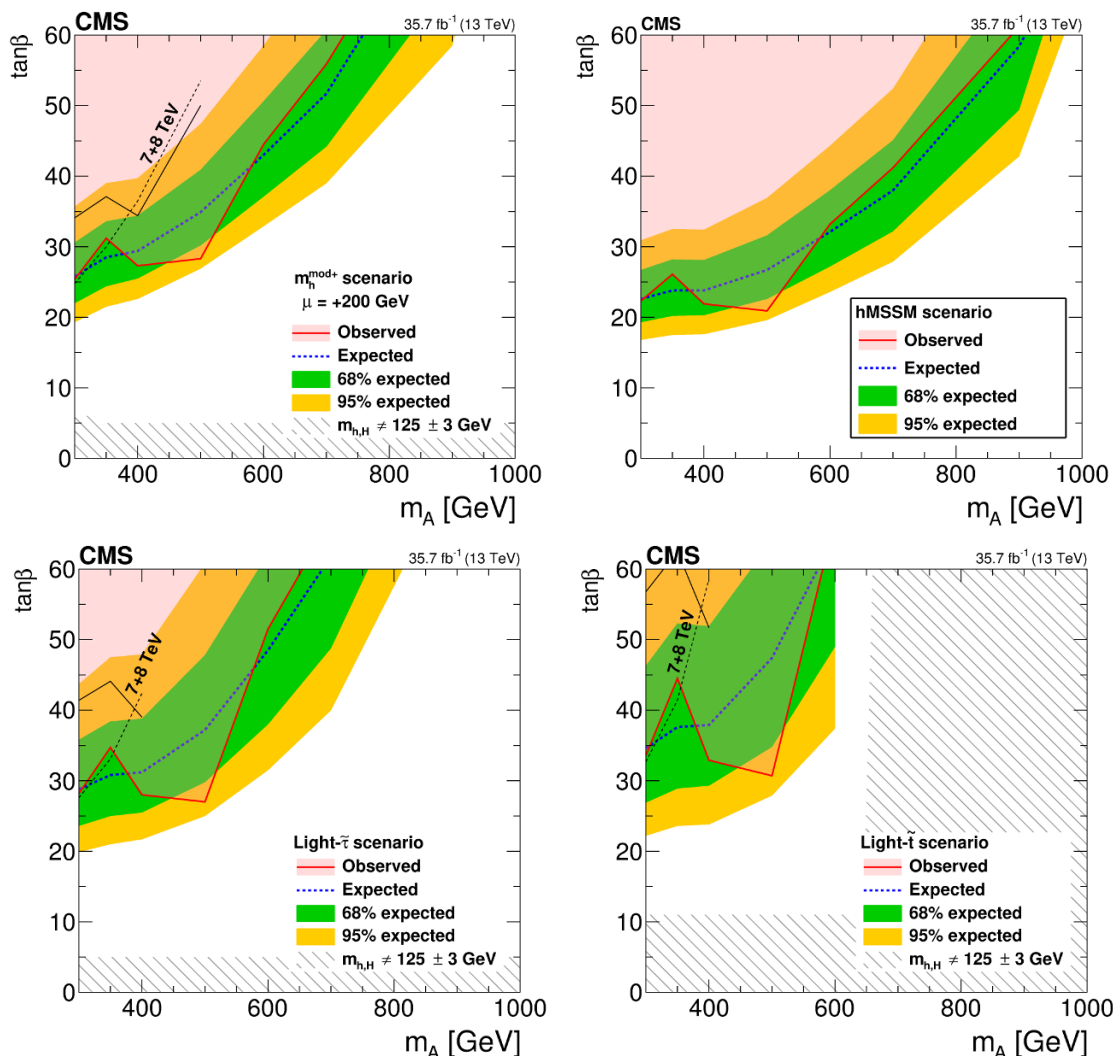 CMS
35.7 fb⁻¹ (13 TeV)
tanβ
60
50
40
30
20
10
0
7+8 TeV
m_h^mod+ scenario
μ = +200 GeV
Observed
Expected
68% expected
95% expected
m_h,H ≠ 125 ± 3 GeV
400
600
800
1000
m_A [GeV]
CMS
35.7 fb⁻¹ (13 TeV)
tanβ
60
50
40
30
20
10
0
hMSSM scenario
Observed
Expected
68% expected
95% expected
400
600
800
1000
m_A [GeV]
CMS
35.7 fb⁻¹ (13 TeV)
tanβ
60
50
40
30
20
10
0
7+8 TeV
Light-τ̃ scenario
Observed
Expected
68% expected
95% expected
m_h,H ≠ 125 ± 3 GeV
400
600
800
1000
m_A [GeV]
CMS
35.7 fb⁻¹ (13 TeV)
tanβ
60
50
40
30
20
10
0
7+8 TeV
Light-t̃ scenario
Observed
Expected
68% expected
95% expected
m_h,H ≠ 125 ± 3 GeV
400
600
800
1000
m_A [GeV]